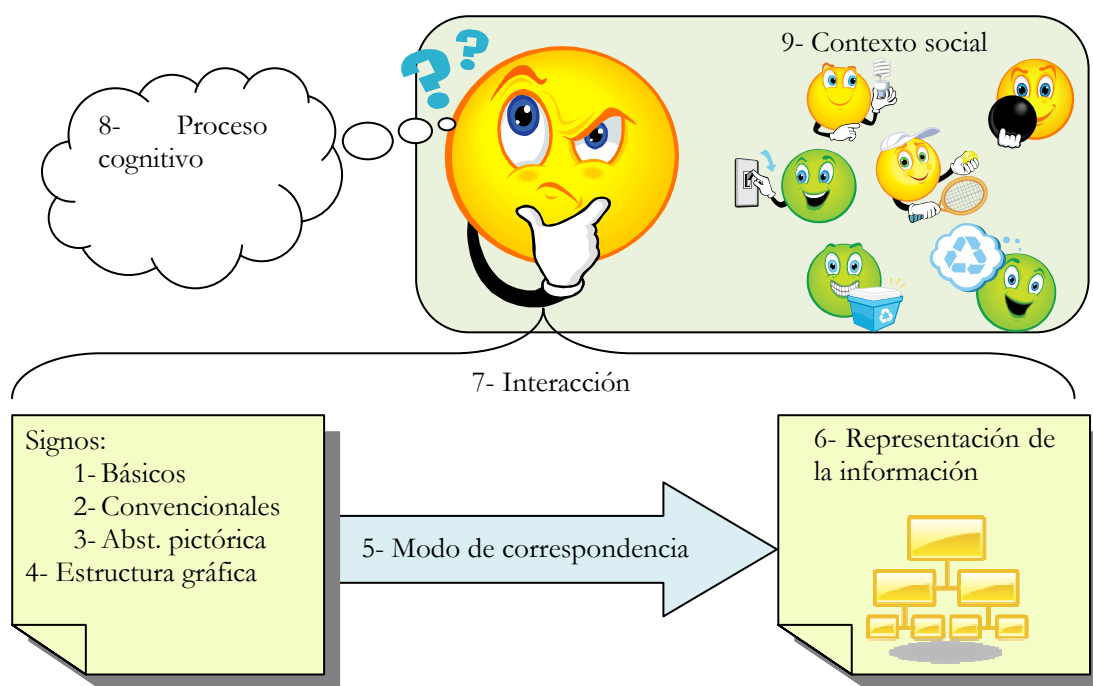 9- Contexto social
8- Proceso
cognitivo
7- Interacción
Signos:
1- Básicos
2- Convencionales
3- Abst. pictórica
4- Estructura gráfica
5- Modo de correspondencia
6- Representación de
la información